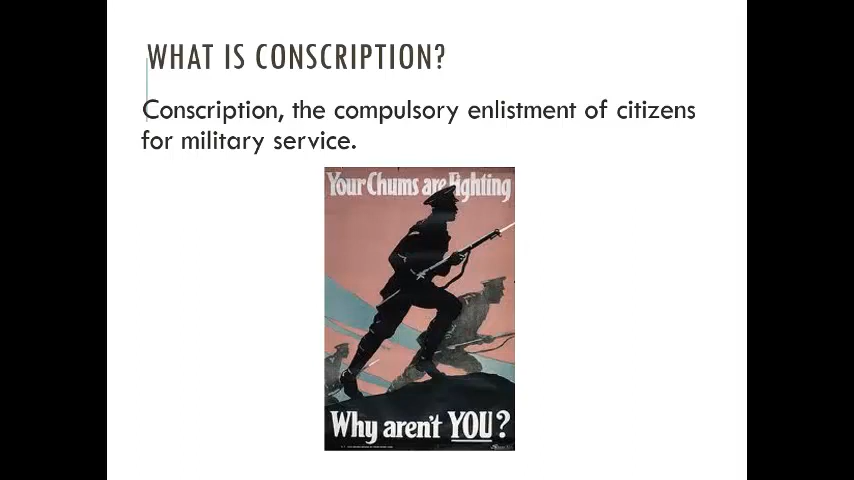 WHAT IS CONSCRIPTION?
Conscription, the compulsory enlistment of citizens
for military service.
Your Chums are Fighting
Why aren't YOU?